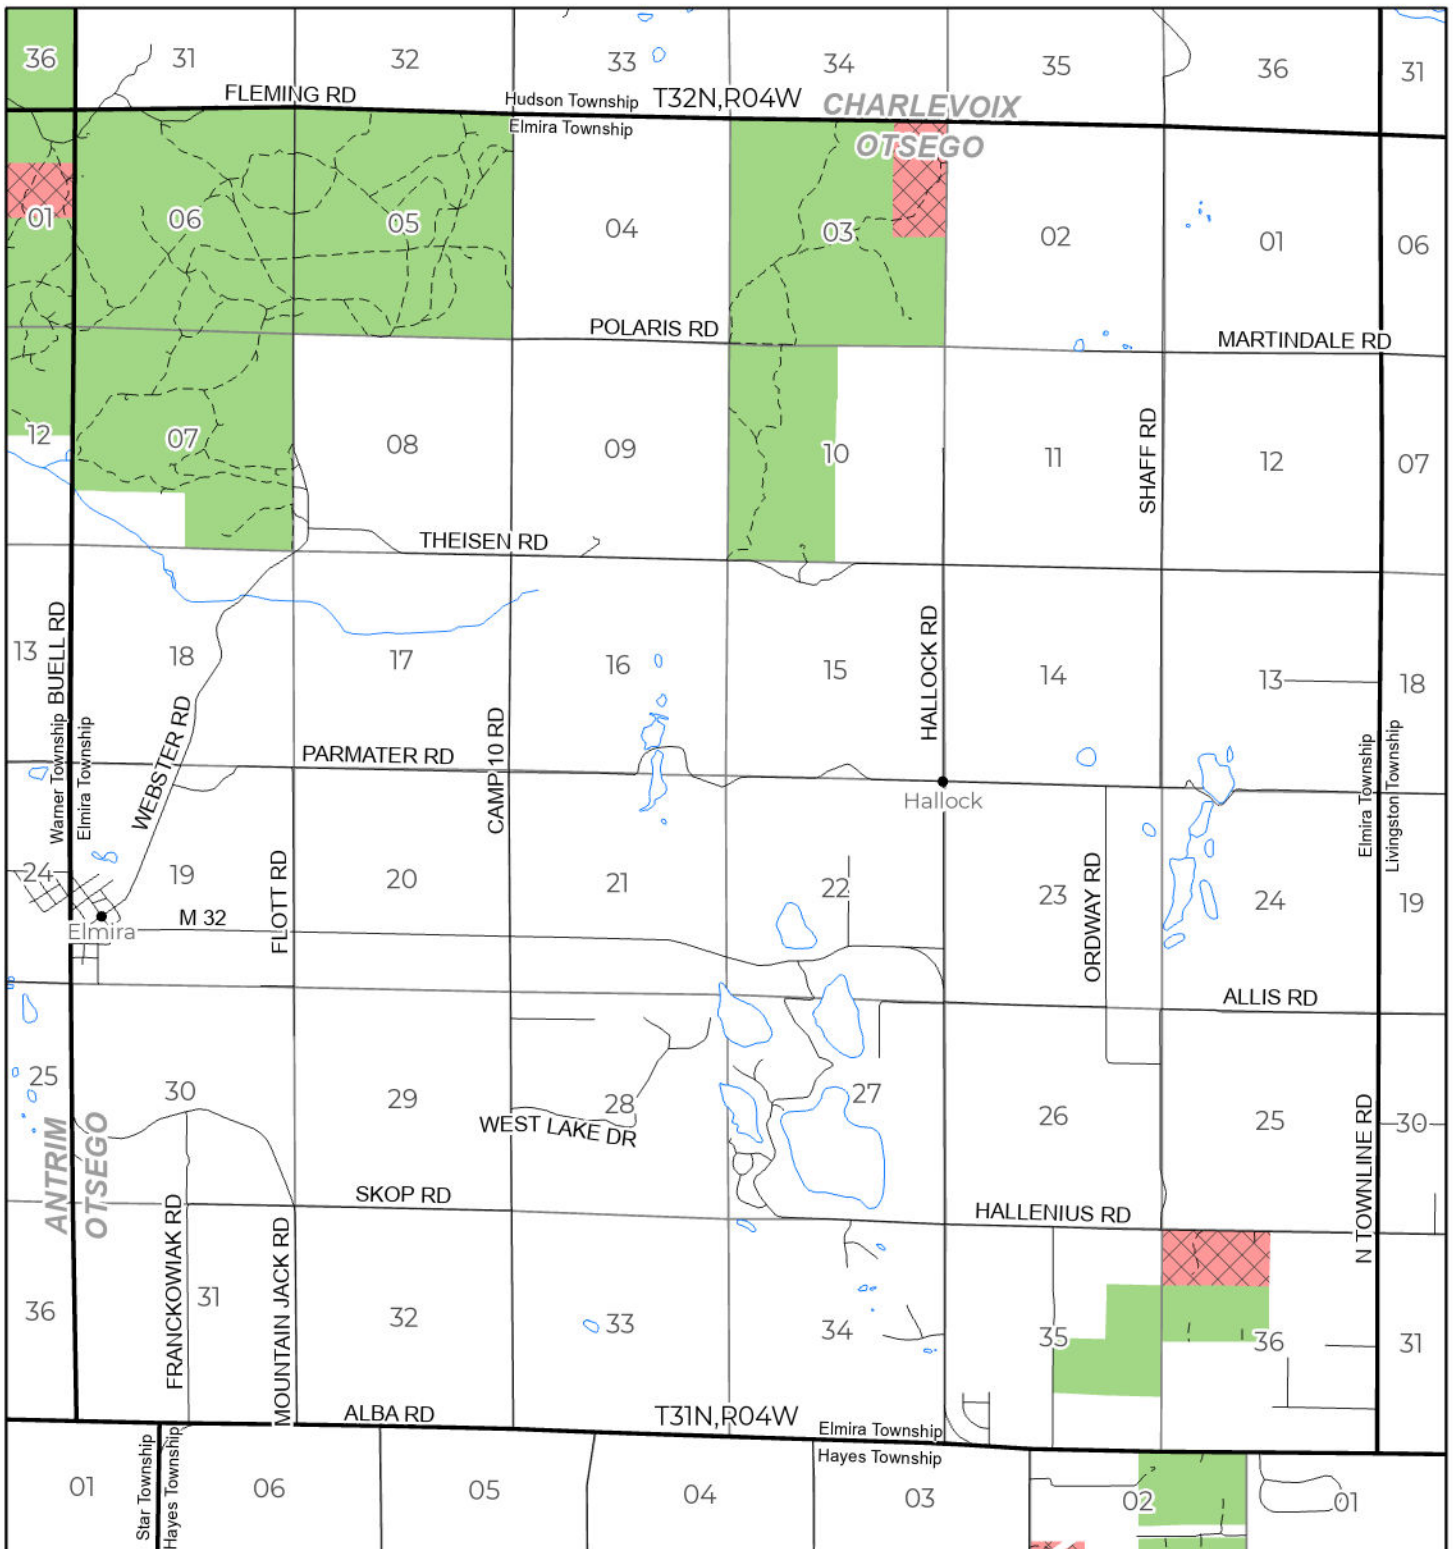 36
31
32
33
34
35
36
31
FLEMING RD
Hudson Township
T32N,R04W
CHARLEVOIX
Elmira Township
OTSEGO
01
06
05
04
03
02
01
06
POLARIS RD
MARTINDALE RD
12
07
08
09
10
11
SHAFF RD
12
07
THEISEN RD
13
BUELL RD
18
17
16
15
HALLOCK RD
14
13
18
Warner Township
Elmira Township
WEBSTER RD
PARMATER RD
CAMP 10 RD
Hallock
Elmira Township
Livingston Township
24
19
FLOTT RD
20
21
22
23
ORDWAY RD
24
19
M 32
Elmira
ALLIS RD
25
30
29
28
WEST LAKE DR
27
26
25
N TOWNLINE RD
30
ANTRIM
OTSEGO
SKOP RD
HALLENIUS RD
36
FRANCKOWIAK RD
31
MOUNTAIN JACK RD
32
33
34
35
36
31
ALBA RD
T31N,R04W
Elmira Township
Hayes Township
01
Star Township
Hayes Township
06
05
04
03
02
01